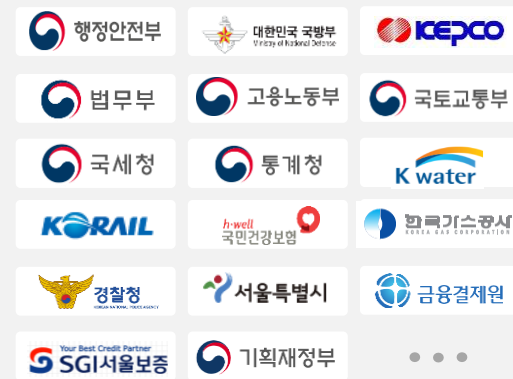 행정안전부
대한민국 국방부
Ministry of National Defense
KEPCO
법무부
고용노동부
국토교통부
국세청
통계청
K water
KORAIL
h·well
국민건강보험
한국가스공사
KOREA GAS CORPORATION
경찰청
KOREAN NATIONAL POLICE AGENCY
서울특별시
금융결제원
Your Best Credit Partner
SGI서울보증
기획재정부